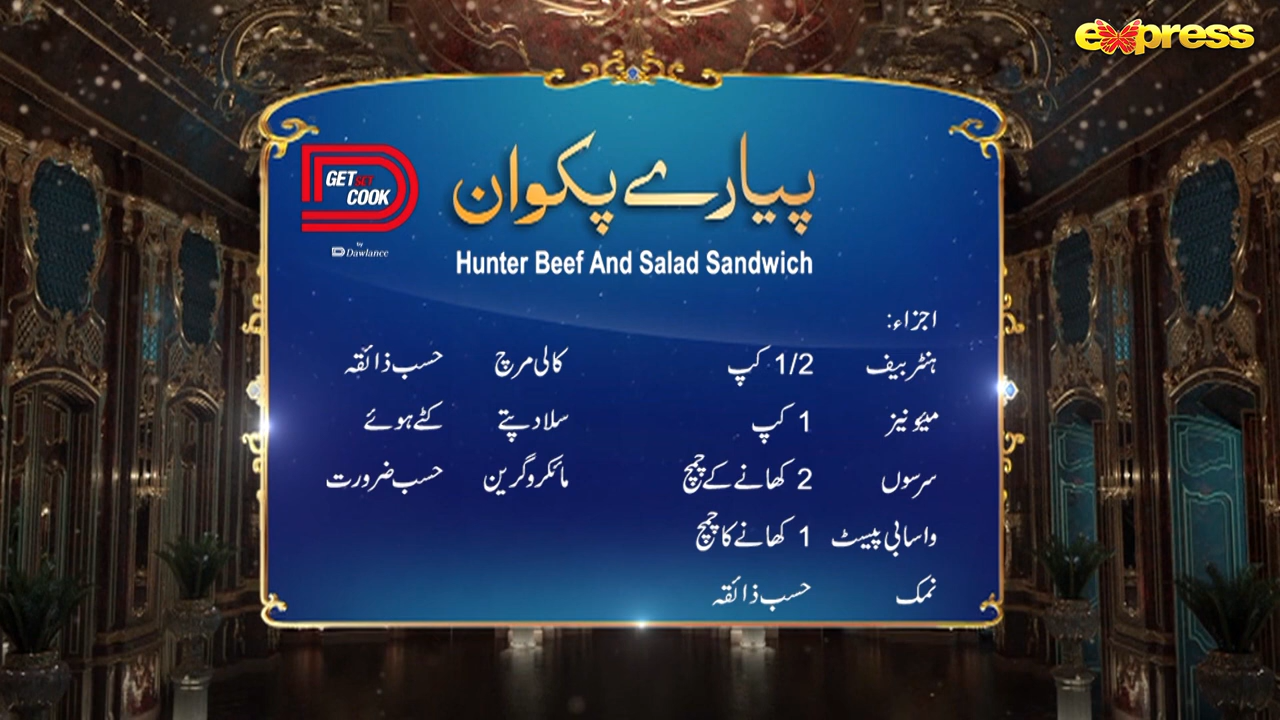 express
GET SET COOK
by Dawlance
پیارے پکوان
Hunter Beef And Salad Sandwich
اجزاء:
ہنٹر بیف 1/2 کپ
میونیز 1 کپ
سرسوں 2 کھانے کے چمچ
واسابی پیسٹ 1 کھانے کا چمچ
نمک حسب ذائقہ
کالی مرچ حسب ذائقہ
سلاد پتے کٹے ہوئے
مائکرو گرین حسب ضرورت